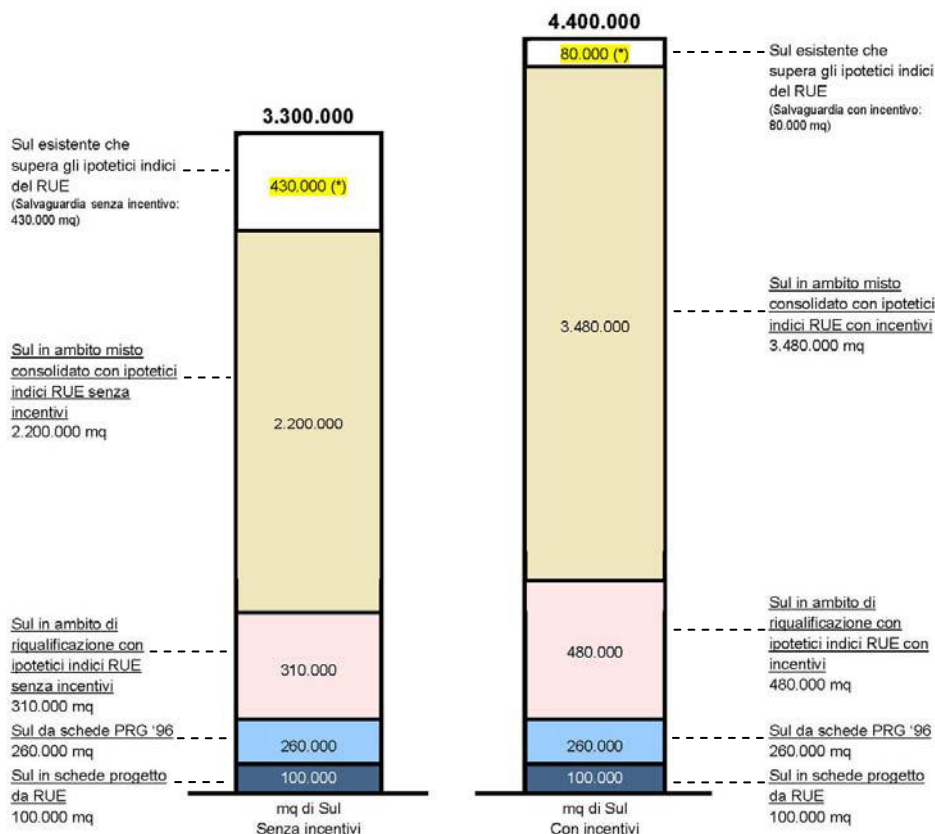 3.300.000
Sul esistente che
supera gli ipotetici indici
del RUE
(Salvaguardia senza incentivo:
430.000 mq)
430.000 (*)
Sul in ambito misto
consolidato con ipotetici
indici RUE senza
incentivi
2.200.000 mq
2.200.000
Sul in ambito di
riqualificazione con
ipotetici indici RUE
senza incentivi
310.000 mq
310.000
Sul da schede PRG ‘96
260.000 mq
260.000
Sul in schede progetto
da RUE
100.000 mq
100.000
mq di Sul
Senza incentivi
4.400.000
80.000 (*)
Sul esistente che
supera gli ipotetici indici
del RUE
(Salvaguardia con incentivo:
80.000 mq)
3.480.000
Sul in ambito misto
consolidato con ipotetici
indici RUE con incentivi
3.480.000 mq
480.000
Sul in ambito di
riqualificazione con
ipotetici indici RUE con
incentivi
480.000 mq
260.000
Sul da schede PRG ‘96
260.000 mq
100.000
Sul in schede progetto
da RUE
100.000 mq
mq di Sul
Con incentivi